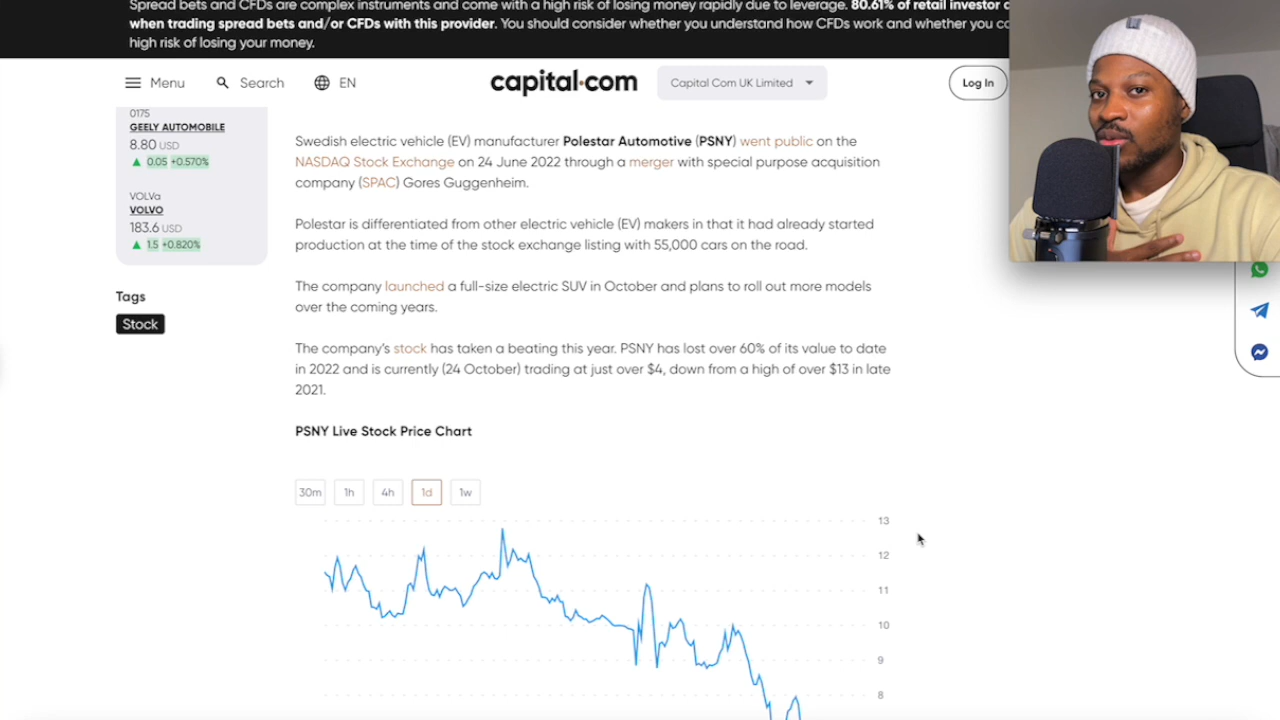 Spread bets and CFDs are complex instruments and come with a high risk of losing money rapidly due to leverage. 80.61% of retail investor
when trading spread bets and/or CFDs with this provider. You should consider whether you understand how CFDs work and whether you
high risk of losing your money.
Menu
Search
EN
capital.com
Capital Com UK Limited
Log In
0175
GEELY AUTOMOBILE
8.80 USD
▲ 0.05 +0.570%
VOLVa
VOLVO
183.6 USD
▲ 1.5 +0.820%
Tags
Stock
Swedish electric vehicle (EV) manufacturer Polestar Automotive (PSNY) went public on the
NASDAQ Stock Exchange on 24 June 2022 through a merger with special purpose acquisition
company (SPAC) Gores Guggenheim.
Polestar is differentiated from other electric vehicle (EV) makers in that it had already started
production at the time of the stock exchange listing with 55,000 cars on the road.
The company launched a full-size electric SUV in October and plans to roll out more models
over the coming years.
The company's stock has taken a beating this year. PSNY has lost over 60% of its value to date
in 2022 and is currently (24 October) trading at just over $4, down from a high of over $13 in late
2021.
PSNY Live Stock Price Chart
30m 1h 4h 1d 1w
13
12
11
10
9
8